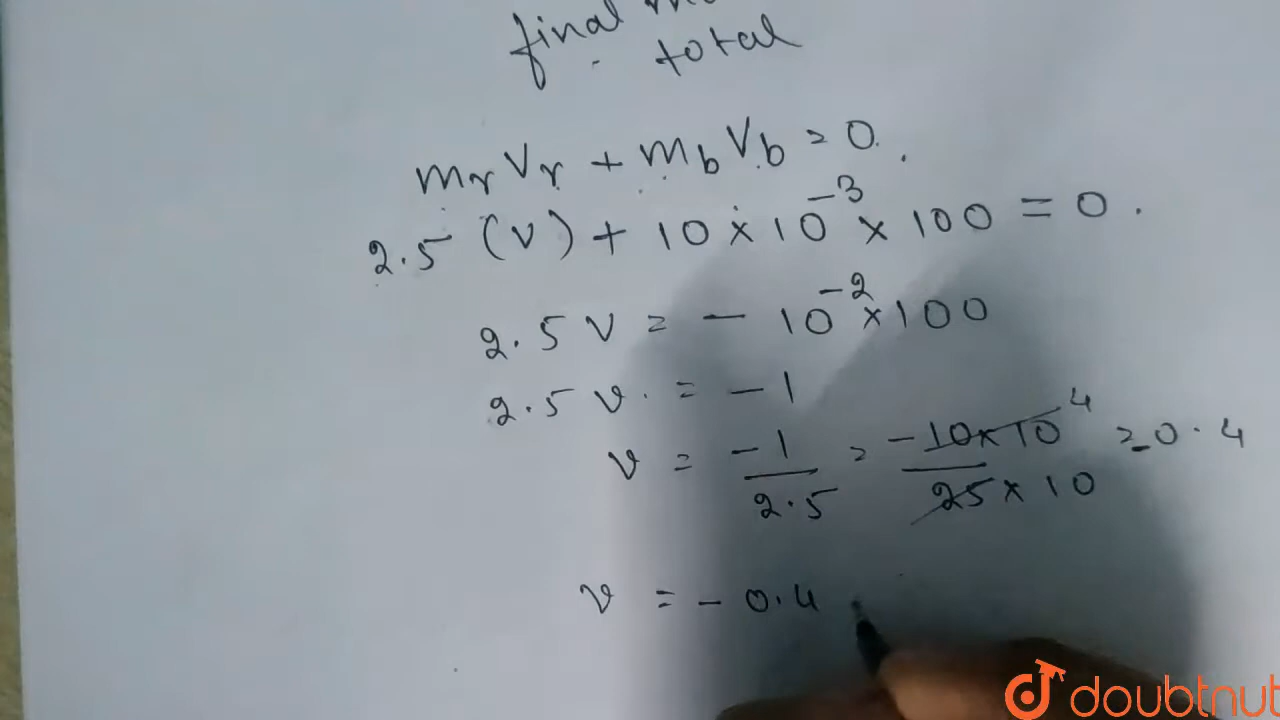 final
total
mr Vr + mb Vb = 0.
2.5 (v) + 10 × 10⁻³ × 100 = 0.
2.5 v = - 10⁻² × 100
2.5 v. = - 1
v = -1/2.5 = -10×10 4/25×10 = 0.4
v = - 0.4
doubtnut